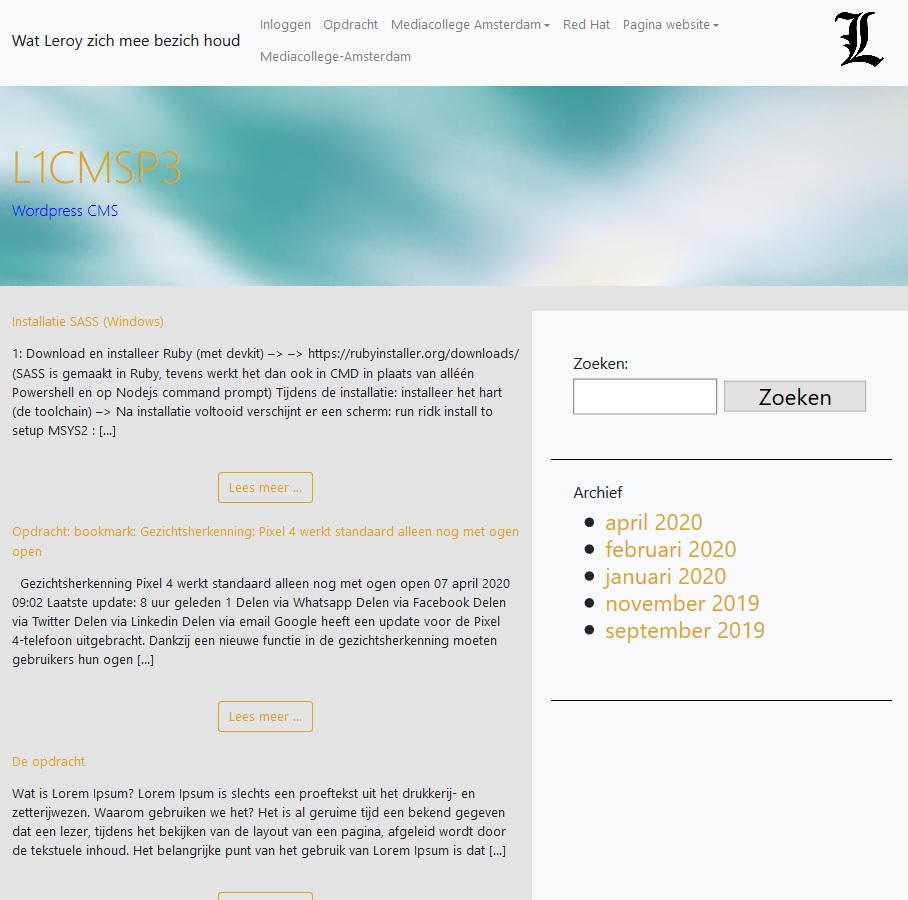 Wat Leroy zich mee bezich houd
Inloggen Opdracht Mediacollege Amsterdam Red Hat Pagina website
Mediacollege-Amsterdam
L
L1CMSP3
Wordpress CMS
Installatie SASS (Windows)
1: Download en installeer Ruby (met devkit) –> –> https://rubyinstaller.org/downloads/
(SASS is gemaakt in Ruby, tevens werkt het dan ook in CMD in plaats van alléén
Powershell en op Nodejs command prompt) Tijdens de installatie: installeer het hart
(de toolchain) –> Na installatie voltooid verschijnt er een scherm: run ridk install to
setup MSYS2 : [...]
Lees meer ...
Opdracht: bookmark: Gezichtsherkenning: Pixel 4 werkt standaard alleen nog met ogen
open
Gezichtsherkenning Pixel 4 werkt standaard alleen nog met ogen open 07 april 2020
09:02 Laatste update: 8 uur geleden 1 Delen via Whatsapp Delen via Facebook Delen
via Twitter Delen via Linkedin Delen via email Google heeft een update voor de Pixel
4-telefoon uitgebracht. Dankzij een nieuwe functie in de gezichtsherkenning moeten
gebruikers hun ogen [...]
Lees meer ...
De opdracht
Wat is Lorem Ipsum? Lorem Ipsum is slechts een proeftekst uit het drukkerij- en
zetterijwezen. Waarom gebruiken we het? Het is al geruime tijd een bekend gegeven
dat een lezer, tijdens het bekijken van de layout van een pagina, afgeleid wordt door
de tekstuele inhoud. Het belangrijke punt van het gebruik van Lorem Ipsum is dat [...]
Zoeken:
Zoeken
Archief
april 2020
februari 2020
januari 2020
november 2019
september 2019